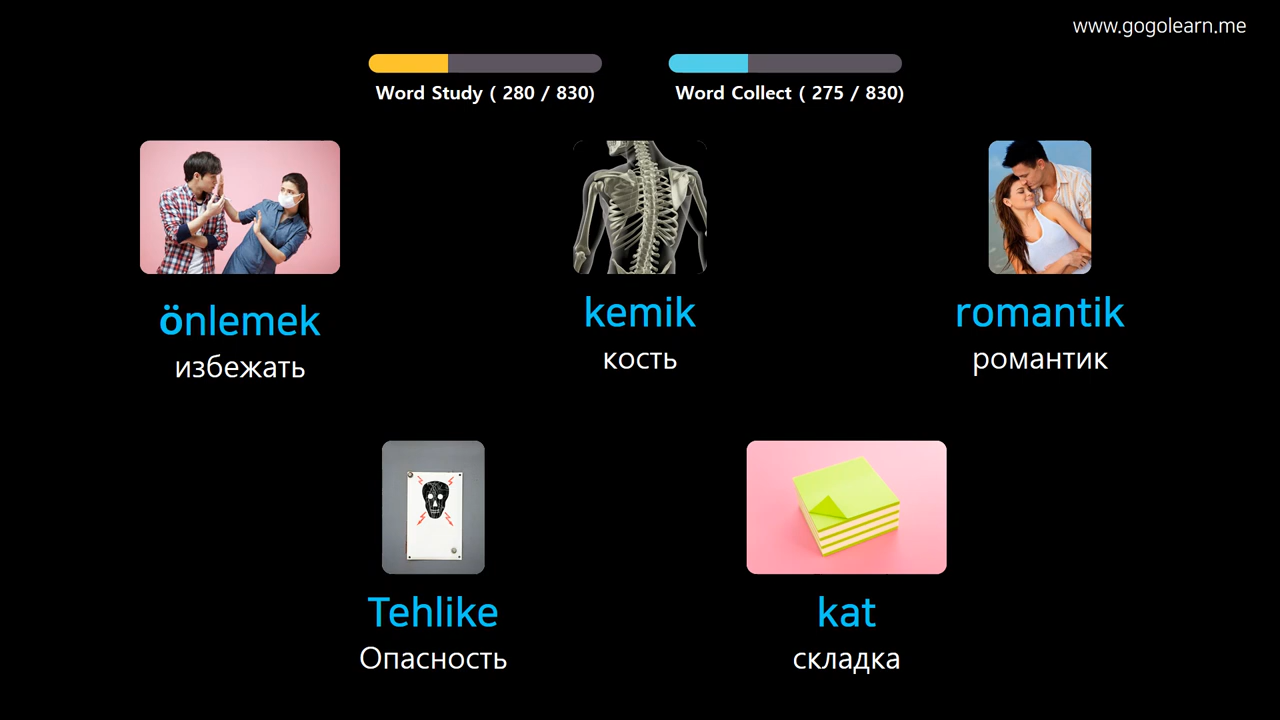 www.gogolearn.me
Word Study ( 280 / 830)
Word Collect ( 275 / 830)
önlemek
избежать
kemik
кость
romantik
романтик
Tehlike
Опасность
kat
складка